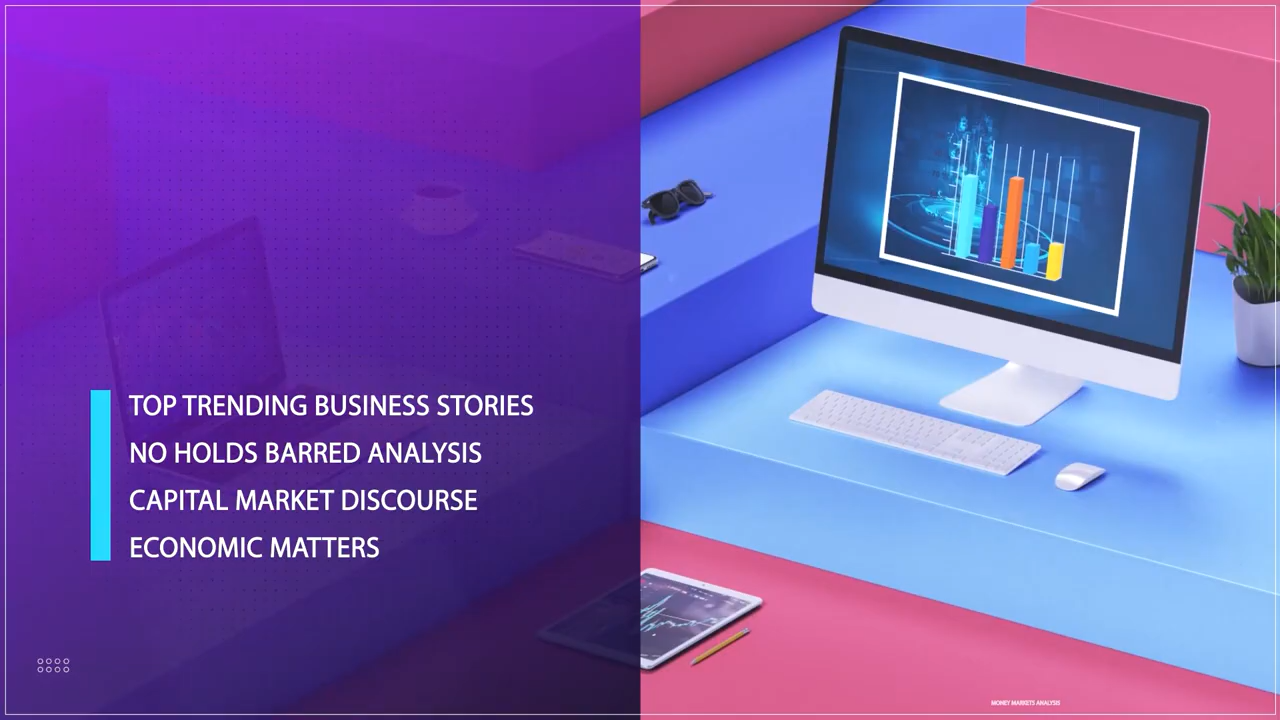 TOP TRENDING BUSINESS STORIES
NO HOLDS BARRED ANALYSIS
CAPITAL MARKET DISCOURSE
ECONOMIC MATTERS
MONEY MARKETS ANALYSIS